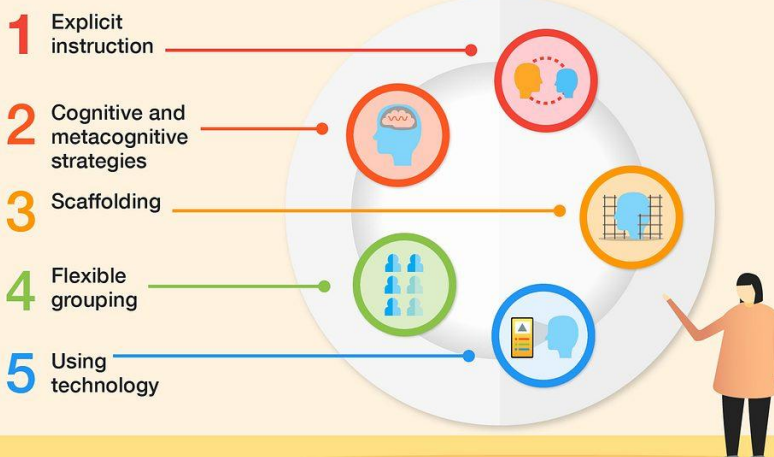 1 Explicit
instruction
2 Cognitive and
metacognitive
strategies
3 Scaffolding
4 Flexible
grouping
5 Using
technology